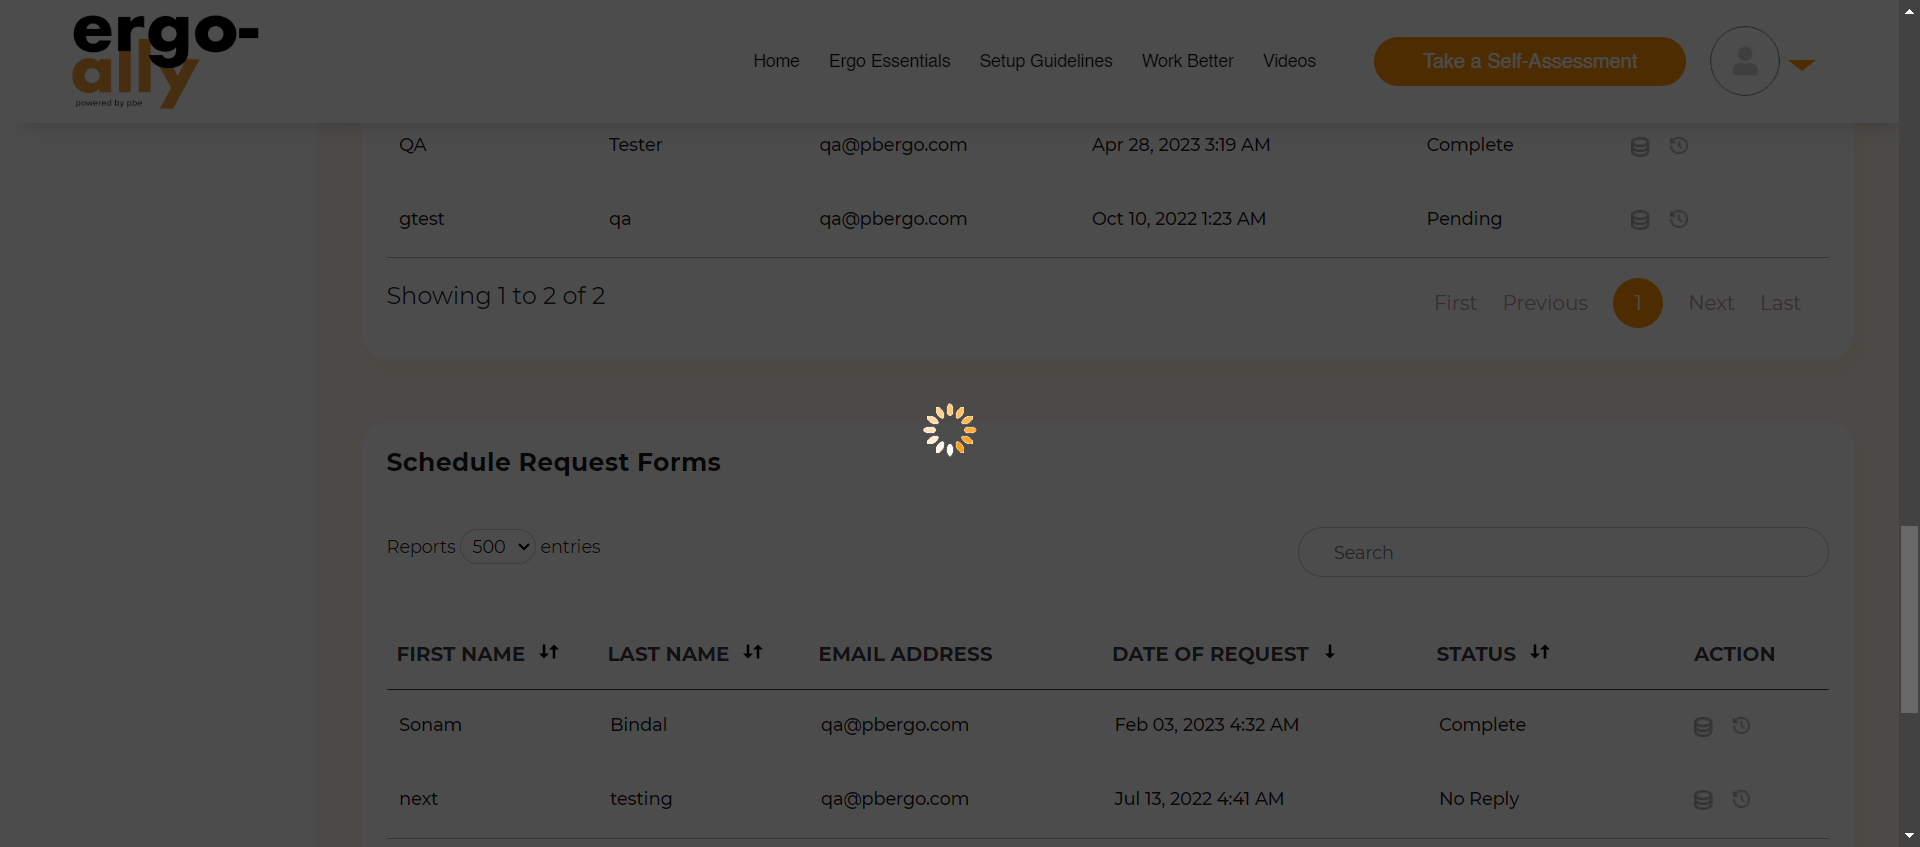 ergo-
ally
powered by pbe
Home Ergo Essentials Setup Guidelines Work Better Videos Take a Self-Assessment
QA Tester qa@pbergo.com Apr 28, 2023 3:19 AM Complete
gtest qa qa@pbergo.com Oct 10, 2022 1:23 AM Pending
Showing 1 to 2 of 2
First Previous 1 Next Last
Schedule Request Forms
Reports 500 entries
Search
FIRST NAME LAST NAME EMAIL ADDRESS DATE OF REQUEST STATUS ACTION
Sonam Bindal qa@pbergo.com Feb 03, 2023 4:32 AM Complete
next testing qa@pbergo.com Jul 13, 2022 4:41 AM No Reply